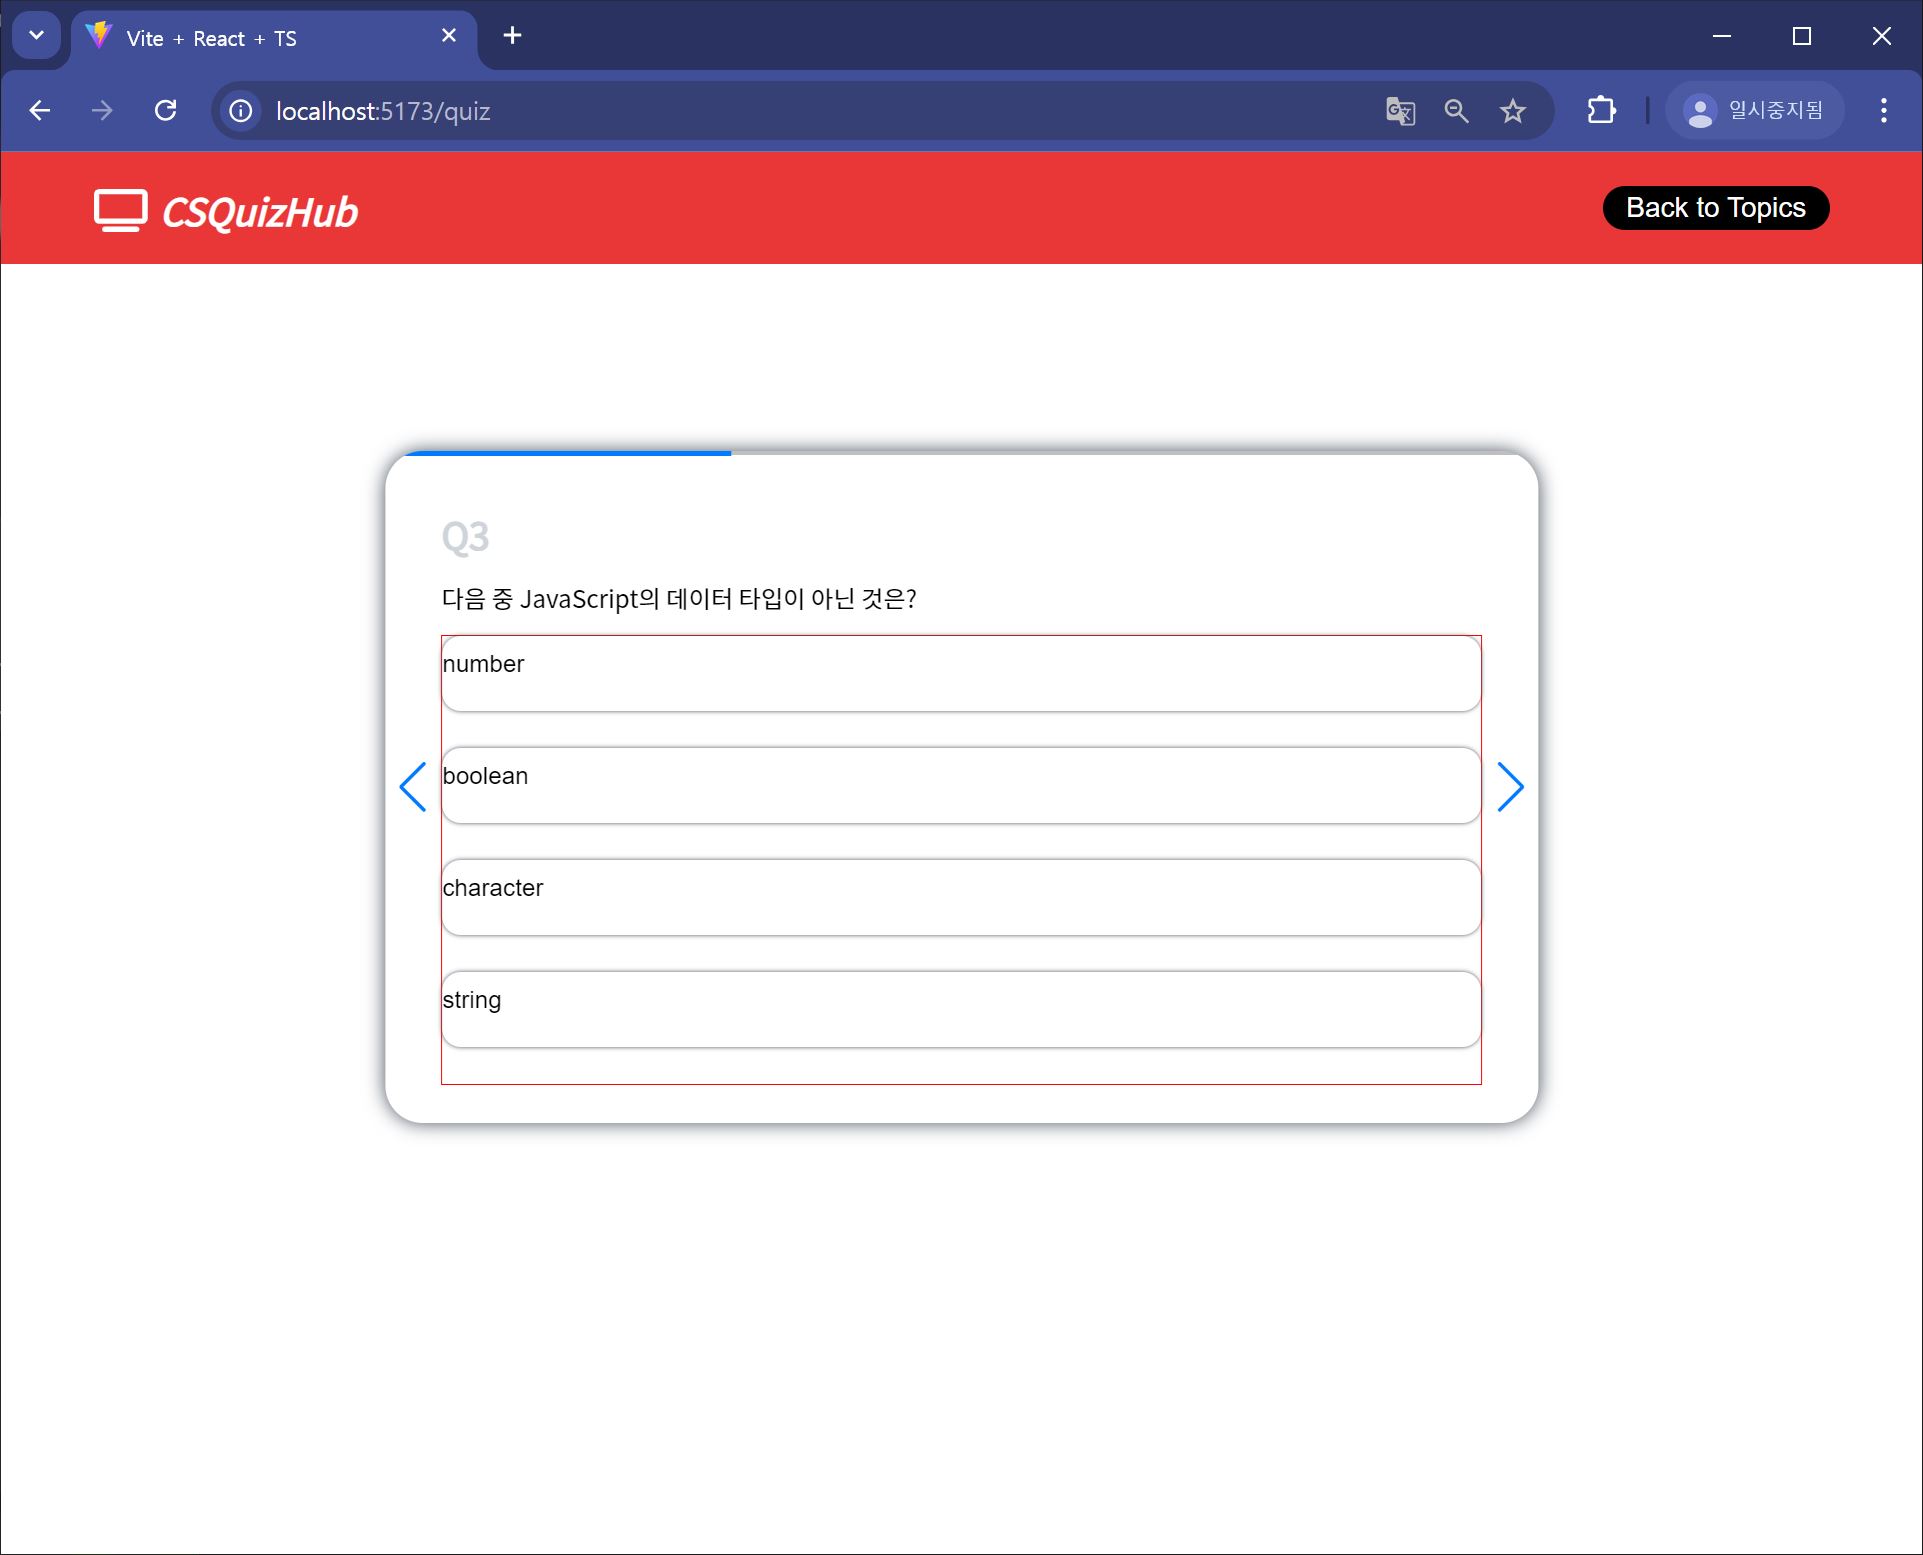 Vite + React + TS
localhost:5173/quiz
일시중지됨
CSQuizHub
Back to Topics
Q3
다음 중 JavaScript의 데이터 타입이 아닌 것은?
number
boolean
character
string